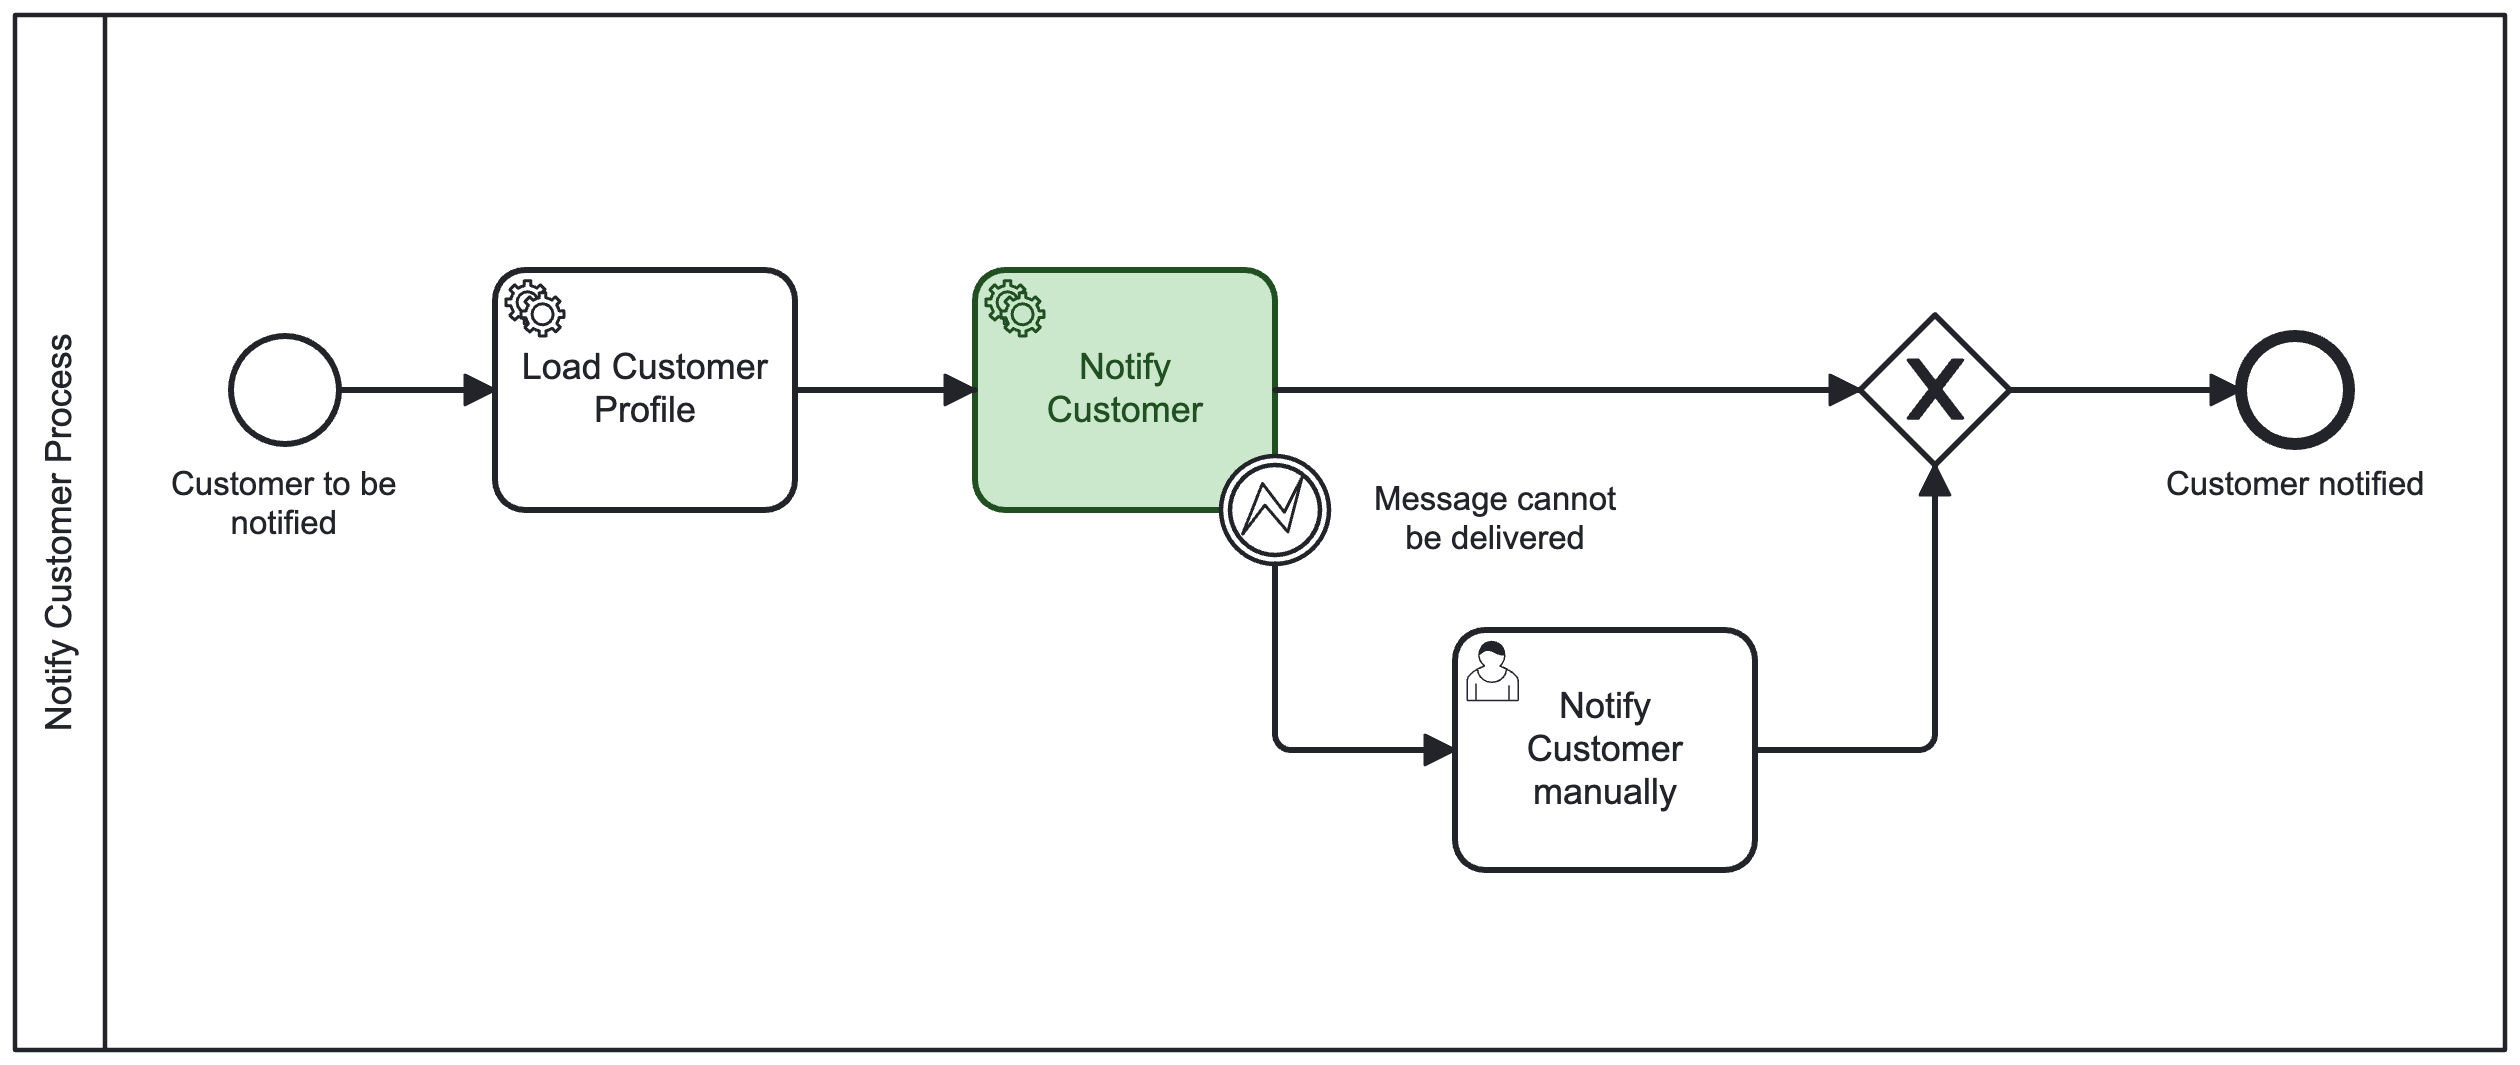 Notify Customer Process
Customer to be
notified
Load Customer
Profile
Notify
Customer
Message cannot
be delivered
Notify
Customer
manually
X
Customer notified